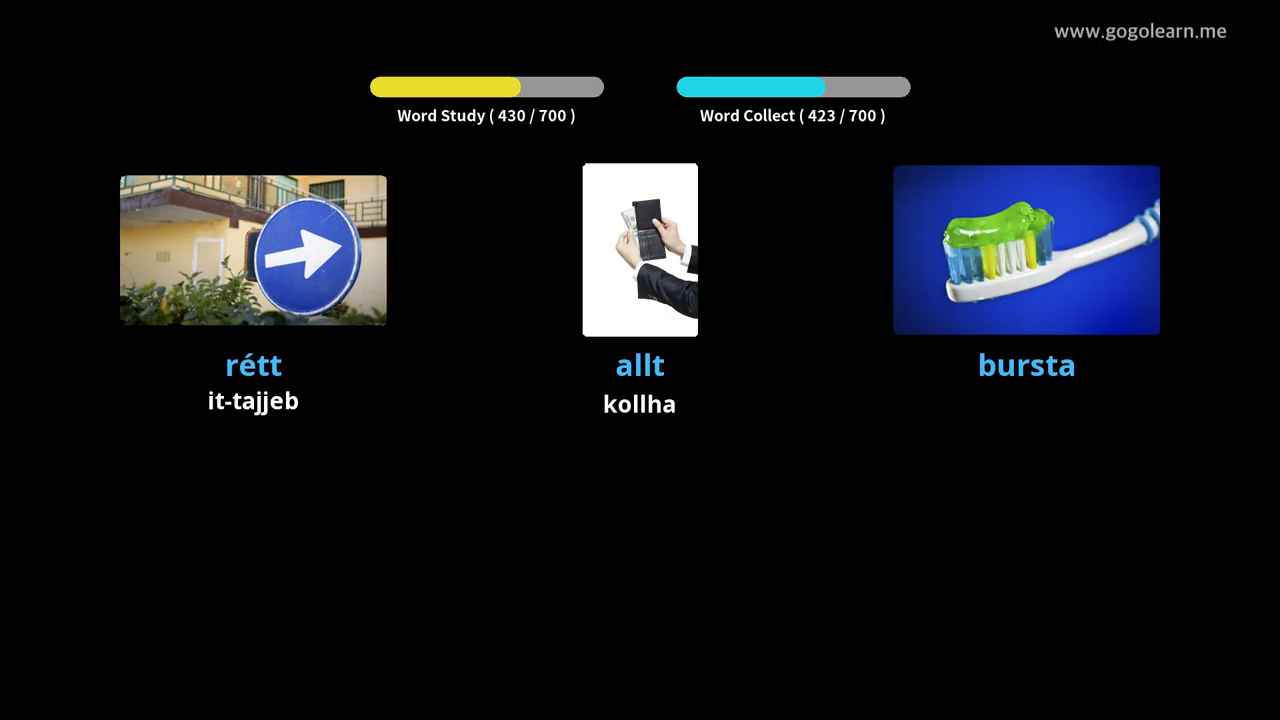 www.gogolearn.me
Word Study ( 430 / 700 )
Word Collect ( 423 / 700 )
rétt
it-tajjeb
allt
kollha
bursta